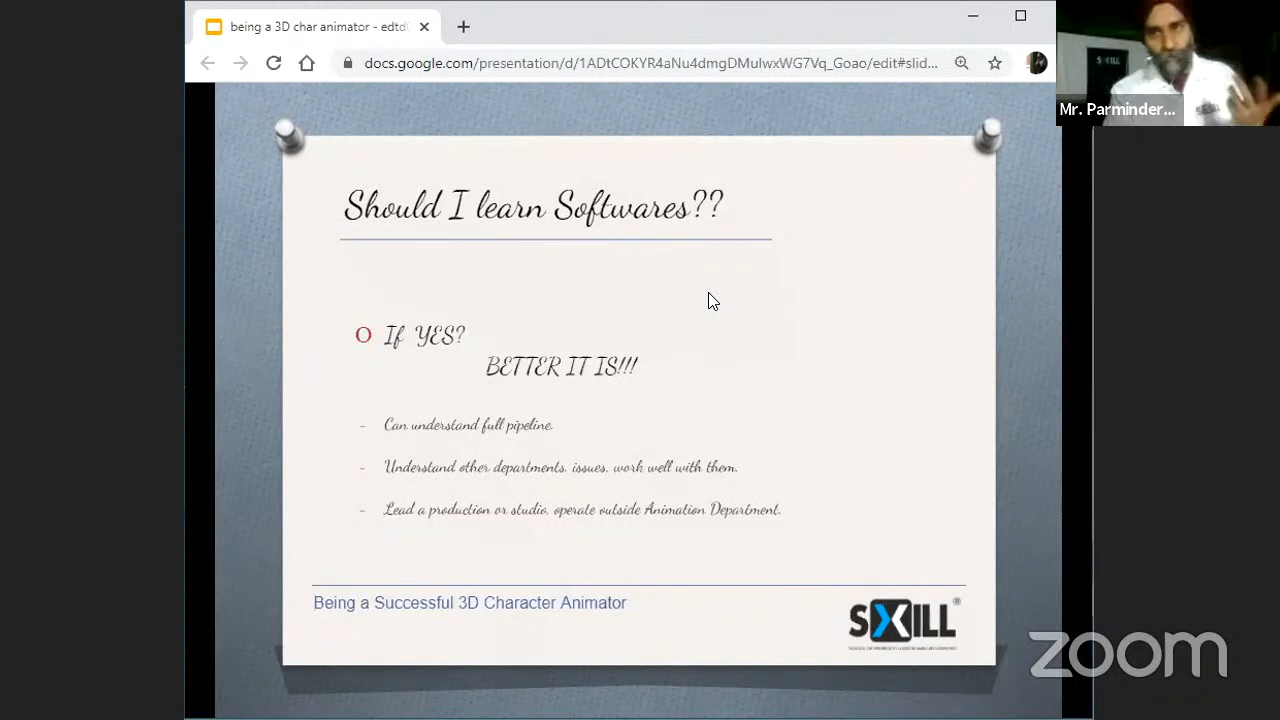 being a 3D char animator - edtd
docs.google.com/presentation/d/1ADtCOKYR4aNu4dmgDMulwxWG7Vq_Goao/edit#slid...
SXILL
Mr. Parminder...
Should I learn Softwares??
O If YES?
BETTER IT IS!!!
- Can understand full pipeline.
- Understand other departments, issues, work well with them.
- Lead a production or studio, operate outside Animation Department.
Being a Successful 3D Character Animator
SXILL ®
zoom